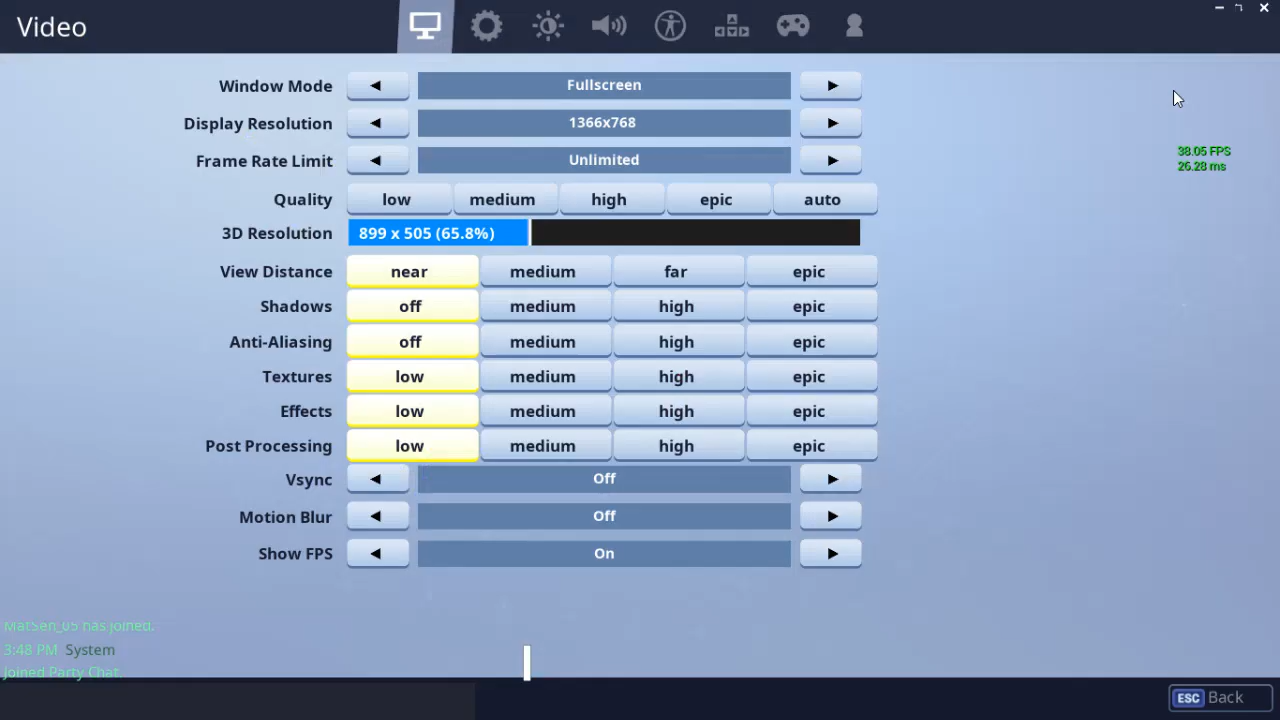 Video
Window Mode Fullscreen
Display Resolution 1366x768
38.05 FPS
Frame Rate Limit Unlimited
26.28 ms
Quality low medium high epic auto
3D Resolution 899 x 505 (65.8%)
View Distance near medium far epic
Shadows off medium high epic
Anti-Aliasing off medium high epic
Textures low medium high epic
Effects low medium high epic
Post Processing low medium high epic
Vsync Off
Motion Blur Off
Show FPS On
MatSen_05 has joined.
3:48 PM System
Joined Party Chat.
ESC Back